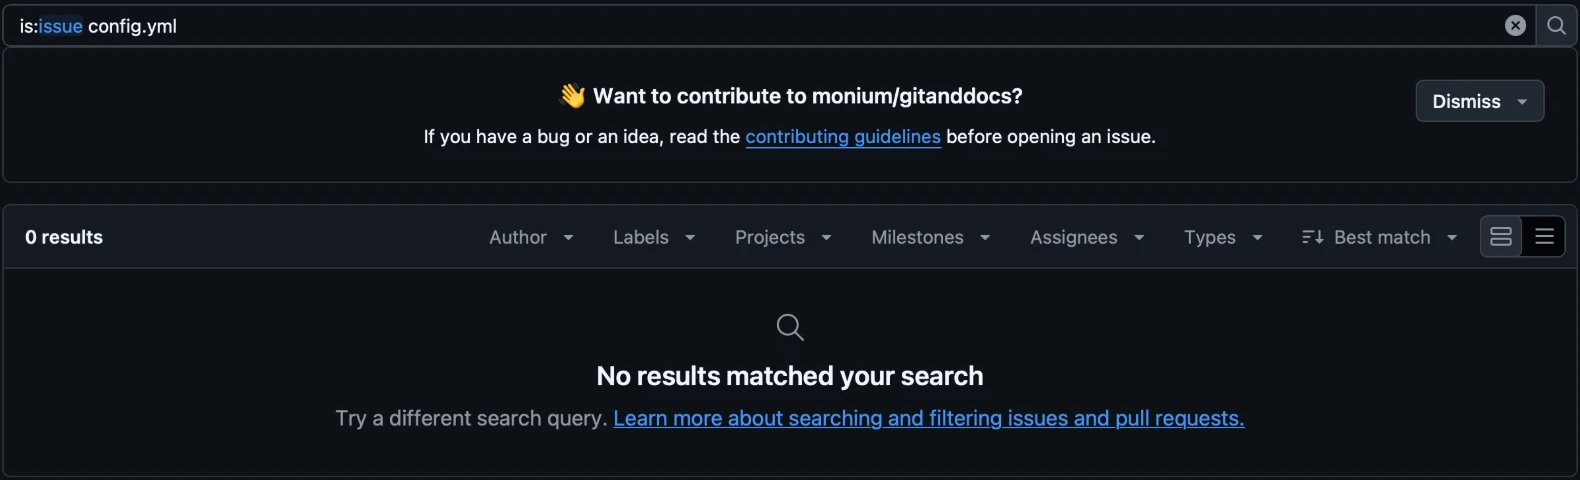 is:issue config.yml
👋 Want to contribute to monium/gitanddocs?
Dismiss
If you have a bug or an idea, read the contributing guidelines before opening an issue.
0 results Author Labels Projects Milestones Assignees Types Best match
No results matched your search
Try a different search query. Learn more about searching and filtering issues and pull requests.